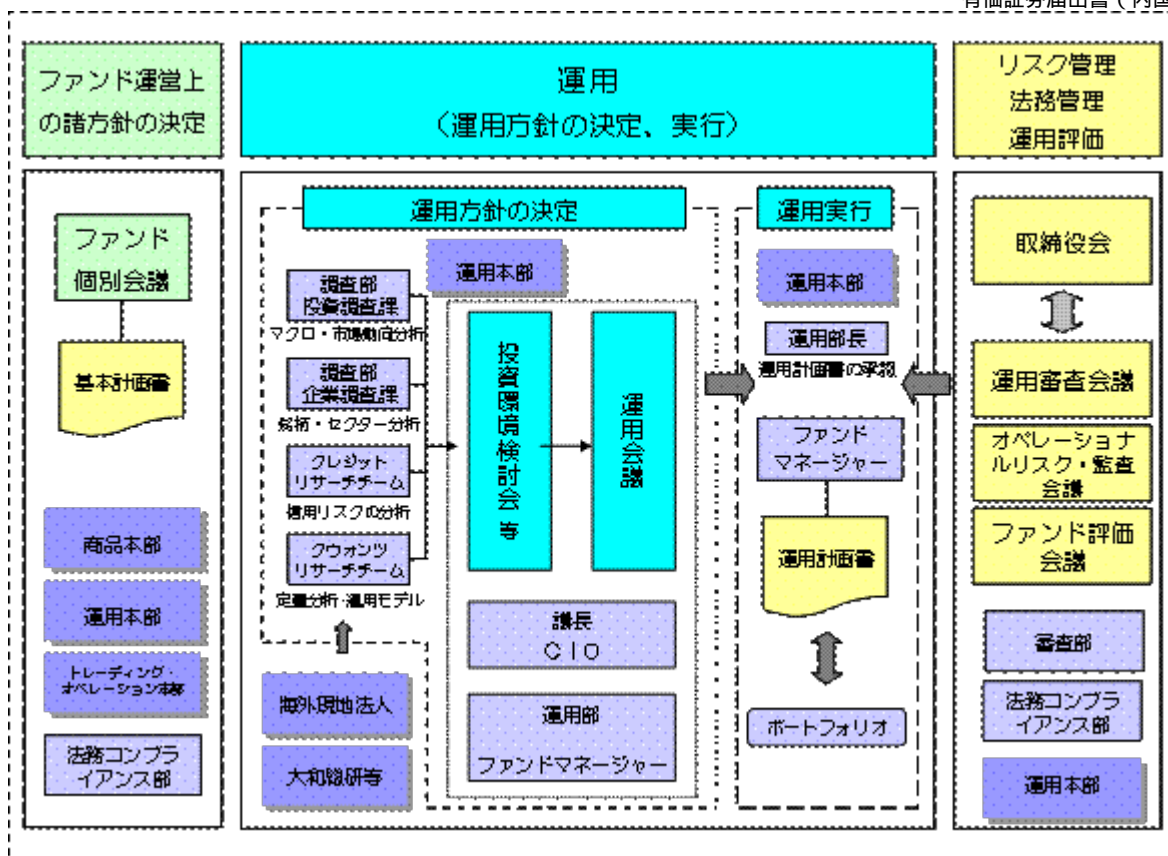 有価証券届出書(内国
ファンド運営上
の諸方針の決定
運用
(運用方針の決定、実行)
リスク管理
法務管理
運用評価
ファンド
個別会議
基本計画書
商品本部
運用本部
トレーディング・
オペレーション本部
法務コンプラ
イアンス部
運用方針の決定
運用本部
調査部
投資調査課
マクロ・市場動向分析
調査部
企業調査課
銘柄・セクター分析
クレジット
リサーチチーム
信用リスクの分析
クウォンツ
リサーチチーム
定量分析・運用モデル
海外現地法人
大和総研等
投資環境検討会 等
運用会議
議長
CIO
運用部
ファンドマネージャー
運用実行
運用本部
運用部長
運用計画書の承認
ファンド
マネージャー
運用計画書
ポートフォリオ
取締役会
運用審査会議
オペレーショナ
ルリスク・監査
会議
ファンド評価
会議
審査部
法務コンプラ
イアンス部
運用本部